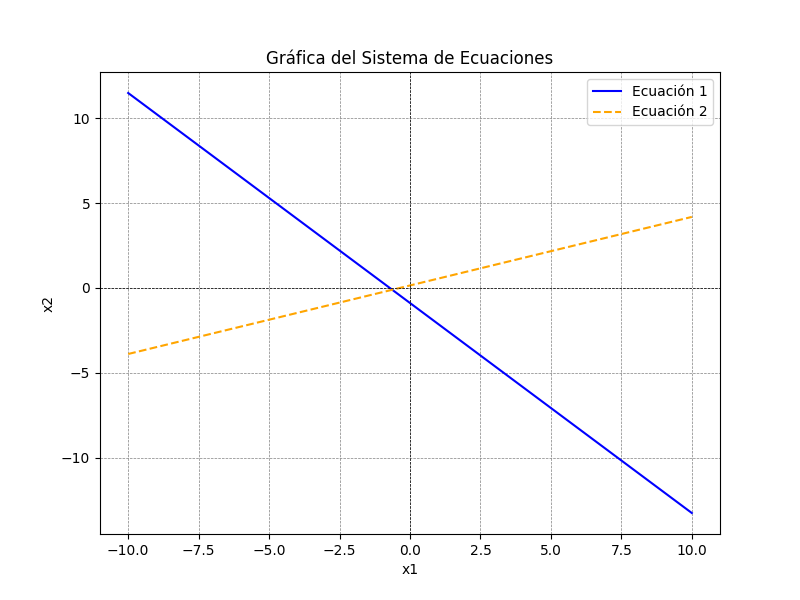 Gráfica del Sistema de Ecuaciones
Ecuación 1
Ecuación 2
10
5
0
−5
−10
x2
−10.0 −7.5 −5.0 −2.5 0.0 2.5 5.0 7.5 10.0
x1